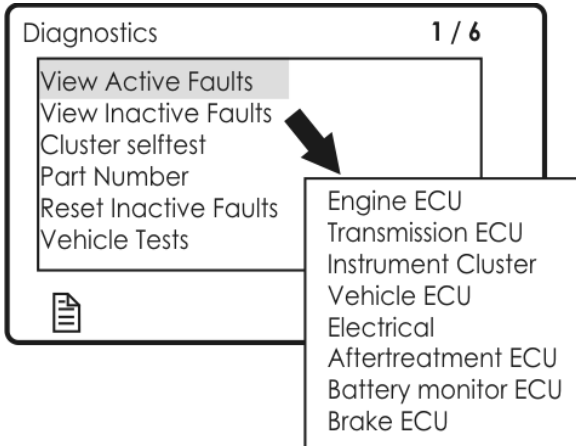 Diagnostics 1 / 6
View Active Faults
View Inactive Faults
Cluster selftest
Part Number
Reset Inactive Faults
Vehicle Tests
Engine ECU
Transmission ECU
Instrument Cluster
Vehicle ECU
Electrical
Aftertreatment ECU
Battery monitor ECU
Brake ECU